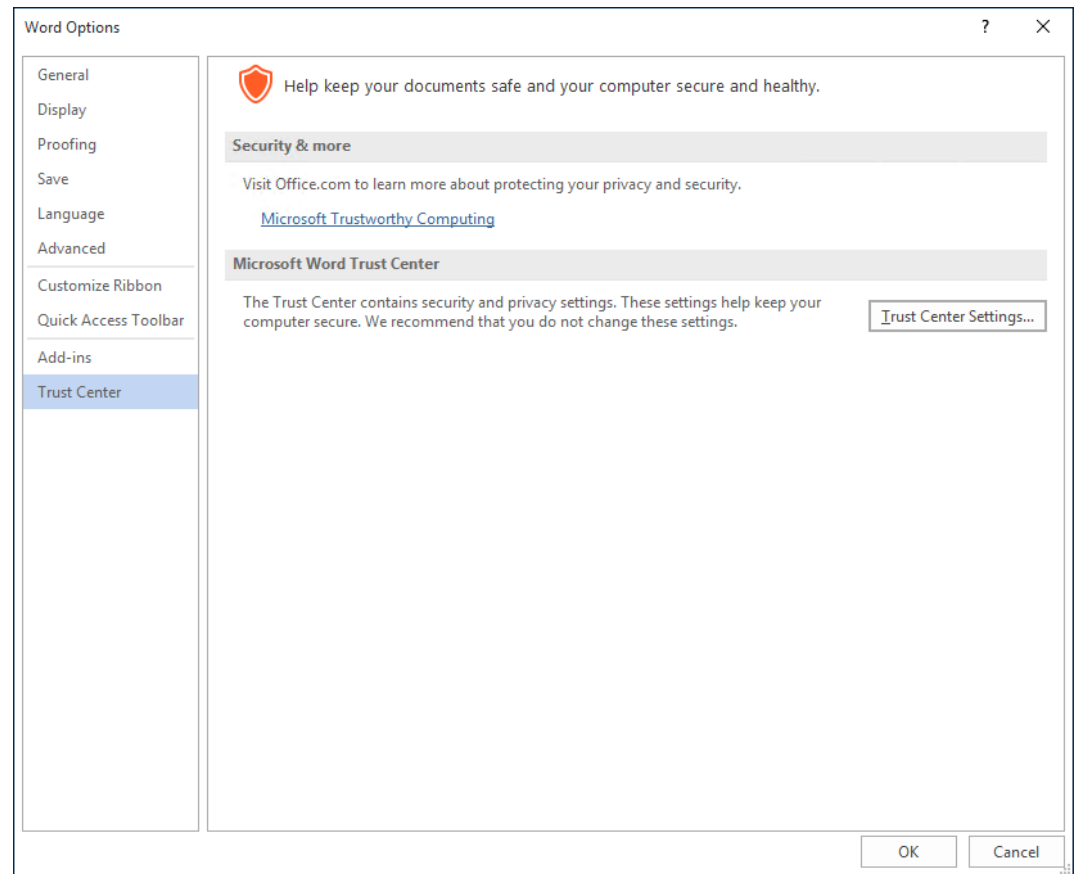 Word Options
?
General
Display
Proofing
Save
Language
Advanced
Customize Ribbon
Quick Access Toolbar
Add-ins
Trust Center
Help keep your documents safe and your computer secure and healthy.
Security & more
Visit Office.com to learn more about protecting your privacy and security.
Microsoft Trustworthy Computing
Microsoft Word Trust Center
The Trust Center contains security and privacy settings. These settings help keep your
computer secure. We recommend that you do not change these settings.
Trust Center Settings...
OK
Cancel